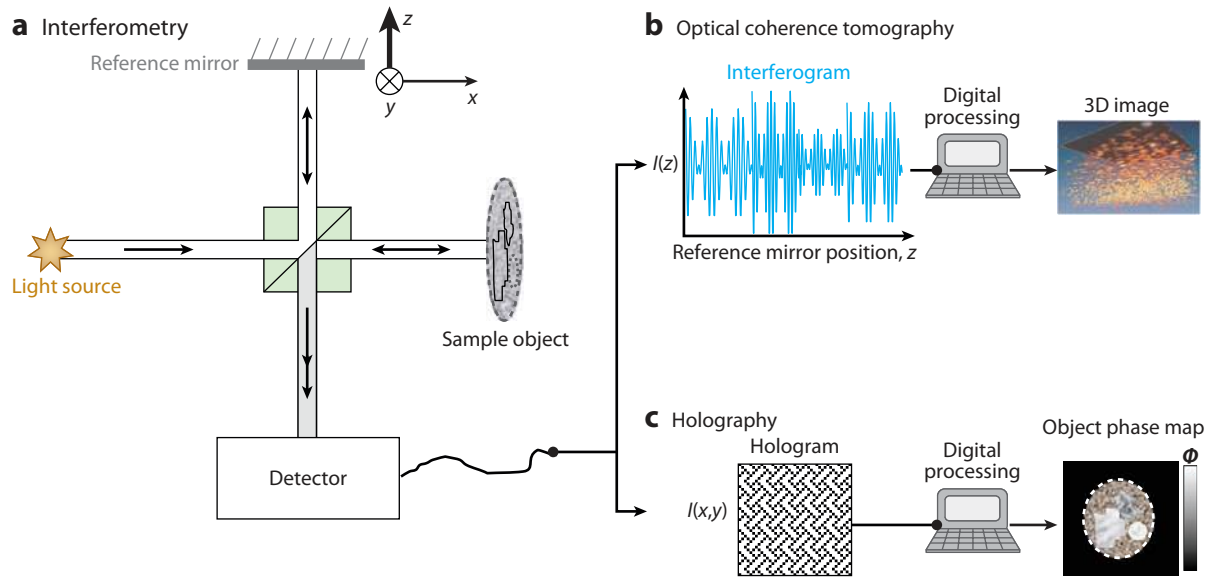 a Interferometry
Reference mirror
z
x
y
Light source
Sample object
Detector
b Optical coherence tomography
Interferogram
I(z)
Reference mirror position, z
Digital
processing
3D image
c Holography
Hologram
I(x,y)
Digital
processing
Object phase map
Φ